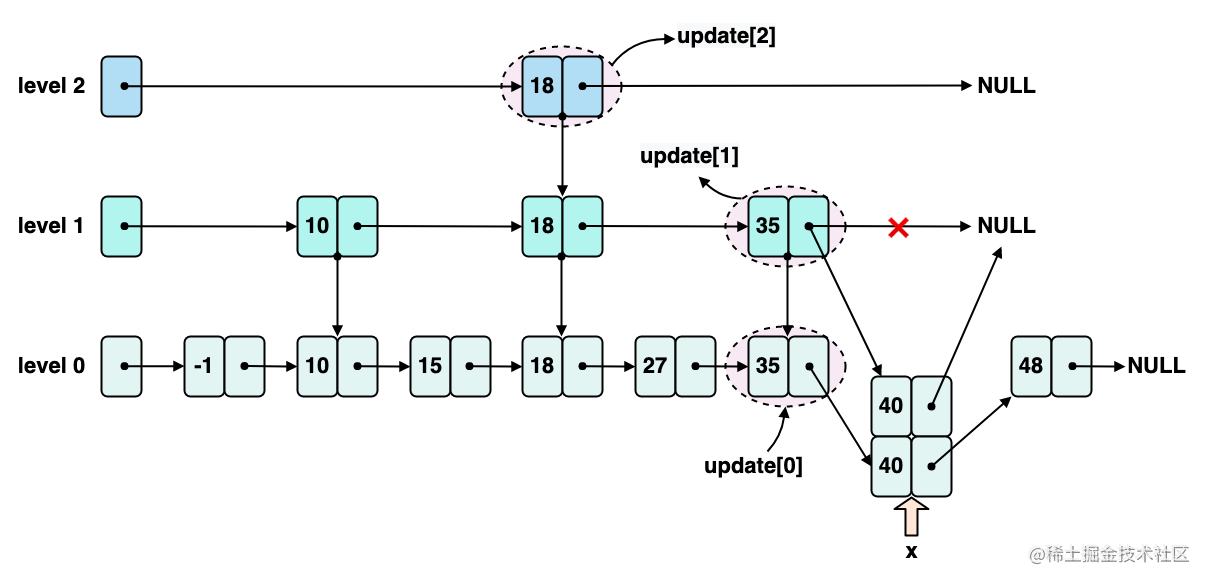 update[2]
level 2
18
NULL
update[1]
level 1
10
18
35
NULL
level 0
-1
10
15
18
27
35
48
NULL
40
40
update[0]
x
@稀土掘金技术社区